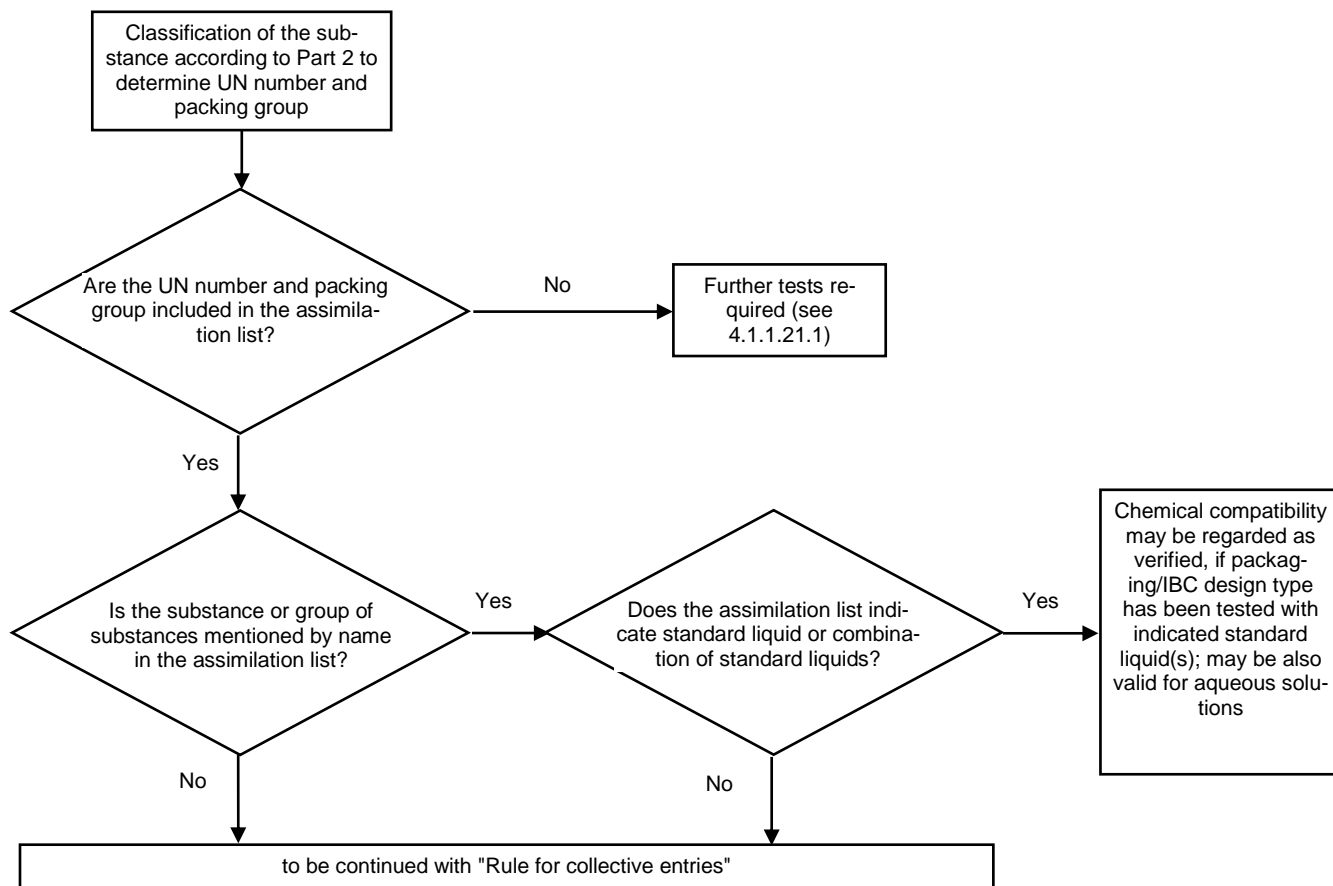 Classification of the sub-
stance according to Part 2 to
determine UN number and
packing group
Are the UN number and packing
group included in the assimila-
tion list?
No
Further tests re-
quired (see
4.1.1.21.1)
Yes
Is the substance or group of
substances mentioned by name
in the assimilation list?
Yes
Does the assimilation list indi-
cate standard liquid or combina-
tion of standard liquids?
Yes
Chemical compatibility
may be regarded as
verified, if packag-
ing/IBC design type
has been tested with
indicated standard
liquid(s); may be also
valid for aqueous solu-
tions
No
No
to be continued with "Rule for collective entries"